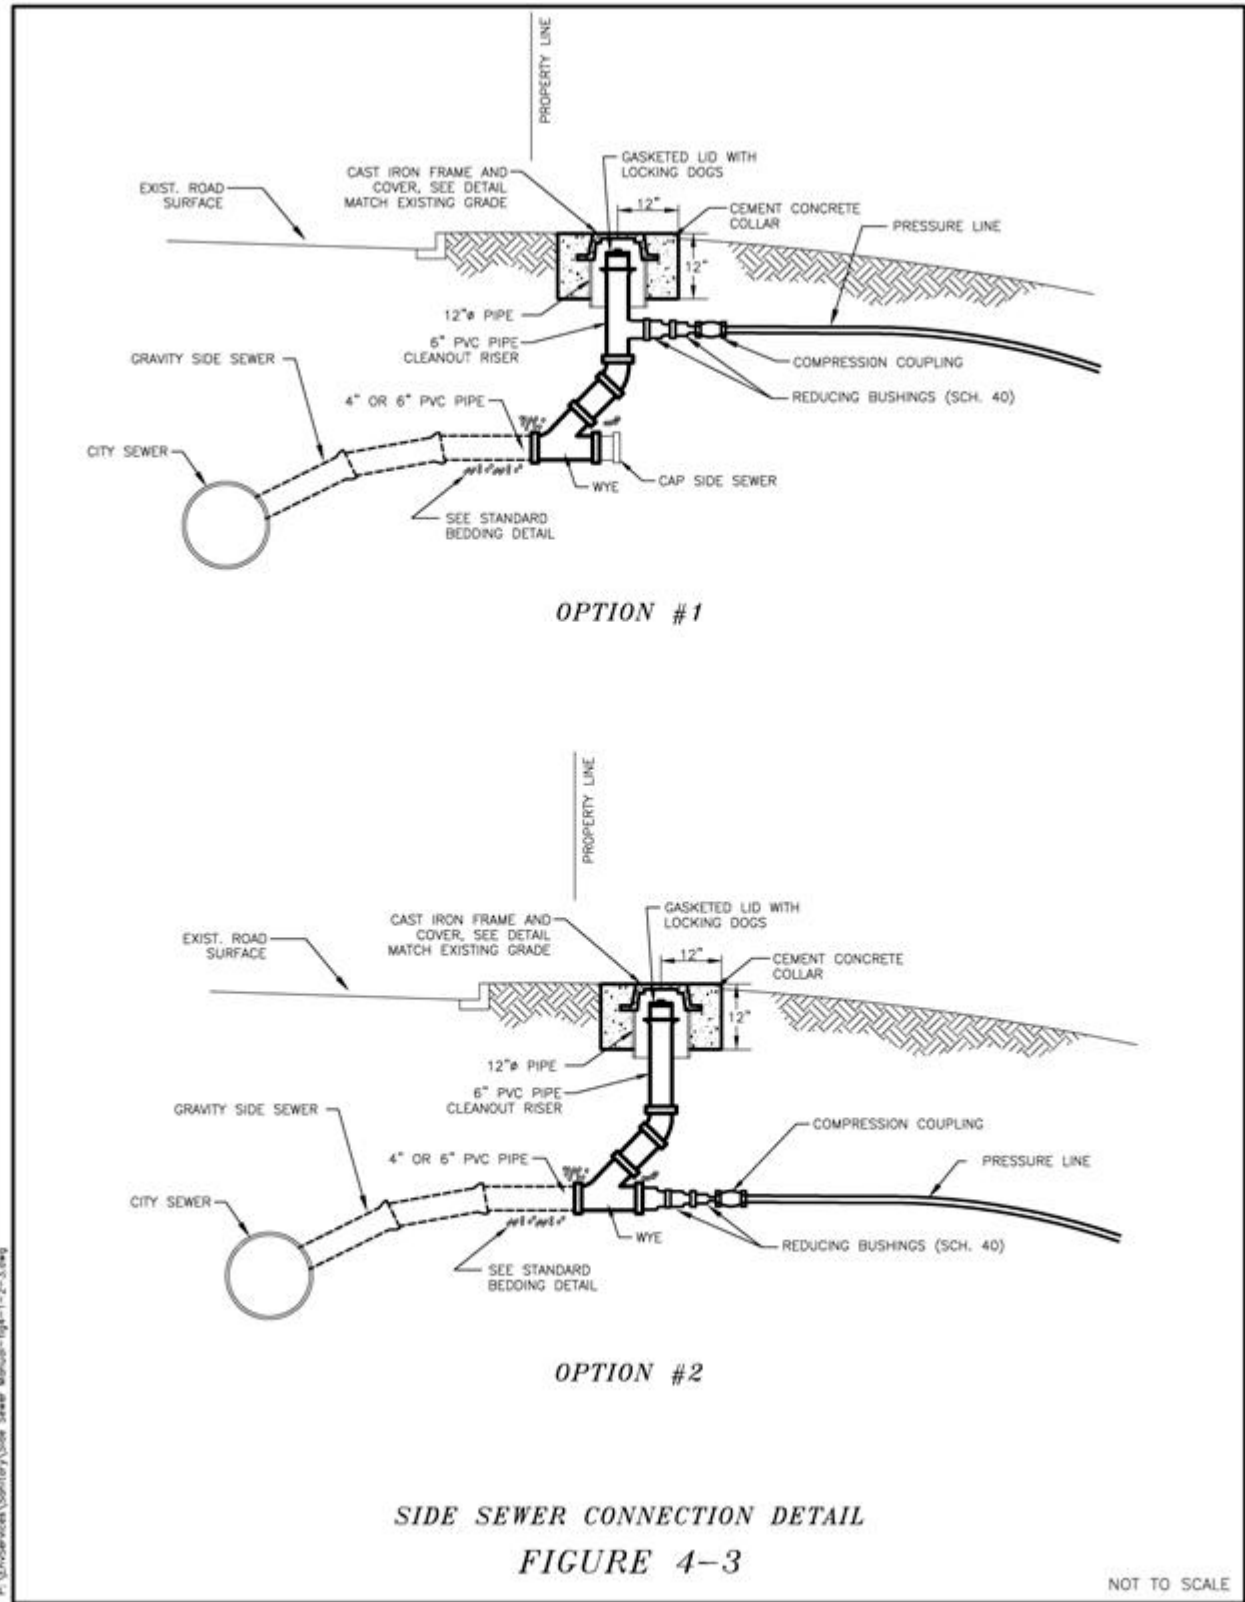 PROPERTY LINE
GASKETED LID WITH
LOCKING DOGS
CAST IRON FRAME AND
COVER, SEE DETAIL
MATCH EXISTING GRADE
EXIST. ROAD
SURFACE
12"
CEMENT CONCRETE
COLLAR
PRESSURE LINE
12"
12"ø PIPE
6" PVC PIPE
CLEANOUT RISER
GRAVITY SIDE SEWER
COMPRESSION COUPLING
REDUCING BUSHINGS (SCH. 40)
4" OR 6" PVC PIPE
CITY SEWER
WYE
CAP SIDE SEWER
SEE STANDARD
BEDDING DETAIL
OPTION #1
PROPERTY LINE
GASKETED LID WITH
LOCKING DOGS
CAST IRON FRAME AND
COVER, SEE DETAIL
MATCH EXISTING GRADE
EXIST. ROAD
SURFACE
12"
CEMENT CONCRETE
COLLAR
12"
12"ø PIPE
6" PVC PIPE
CLEANOUT RISER
GRAVITY SIDE SEWER
COMPRESSION COUPLING
4" OR 6" PVC PIPE
PRESSURE LINE
CITY SEWER
WYE
REDUCING BUSHINGS (SCH. 40)
SEE STANDARD
BEDDING DETAIL
OPTION #2
SIDE SEWER CONNECTION DETAIL
FIGURE 4-3
NOT TO SCALE